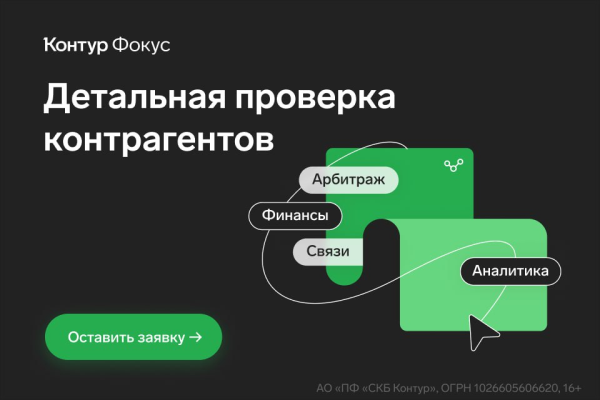 Контур Фокус
Детальная проверка
контрагентов
Арбитраж
Финансы
Связи
Аналитика
Оставить заявку →
АО «ПФ «СКБ Контур», ОГРН 1026605606620, 16+